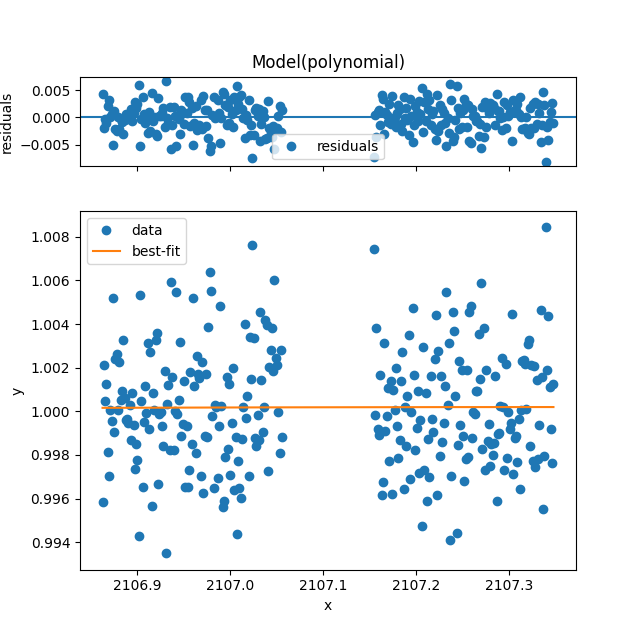 Model(polynomial)
0.005
0.000
−0.005
residuals
residuals
1.008
1.006
1.004
1.002
1.000
0.998
0.996
0.994
y
data
best-fit
2106.9
2107.0
2107.1
2107.2
2107.3
x